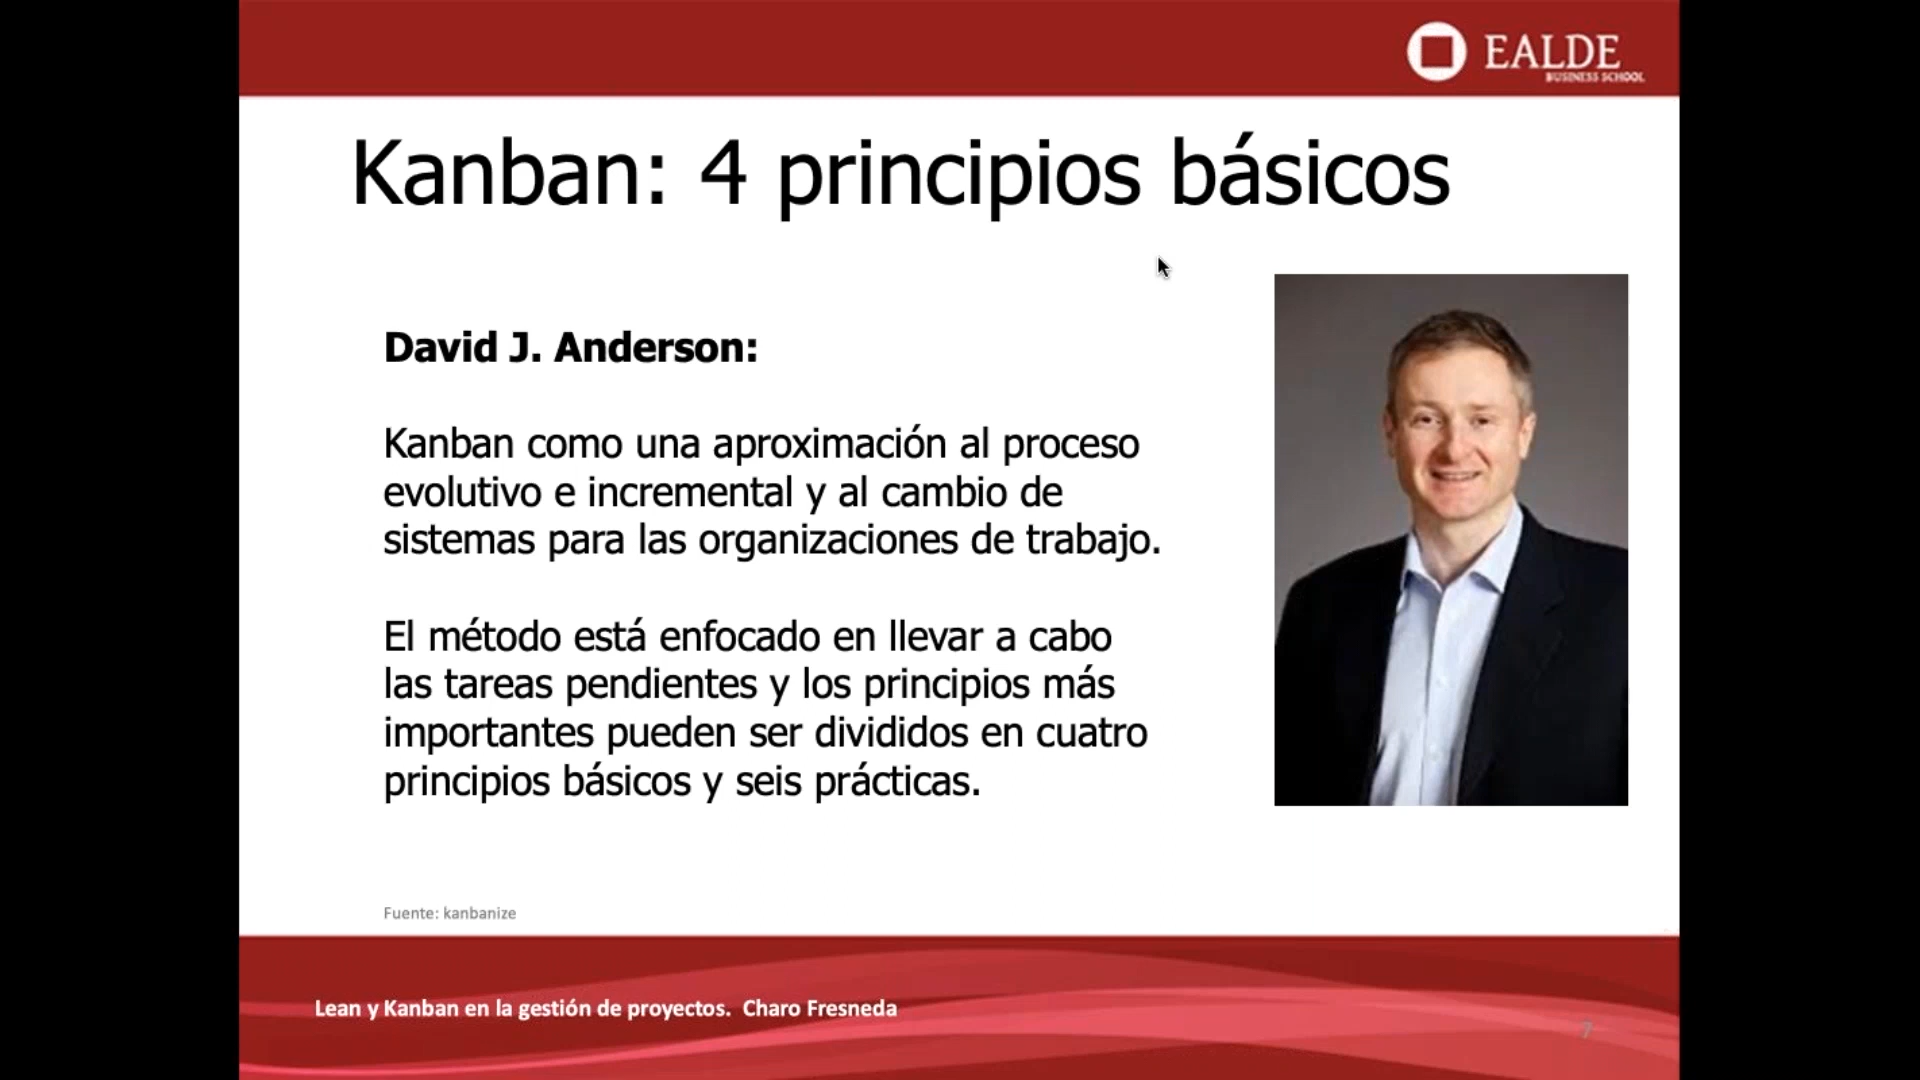 EALDE
BUSINESS SCHOOL
Kanban: 4 principios básicos
David J. Anderson:
Kanban como una aproximación al proceso
evolutivo e incremental y al cambio de
sistemas para las organizaciones de trabajo.
El método está enfocado en llevar a cabo
las tareas pendientes y los principios más
importantes pueden ser divididos en cuatro
principios básicos y seis prácticas.
Fuente: kanbanize
Lean y Kanban en la gestión de proyectos.  Charo Fresneda
7